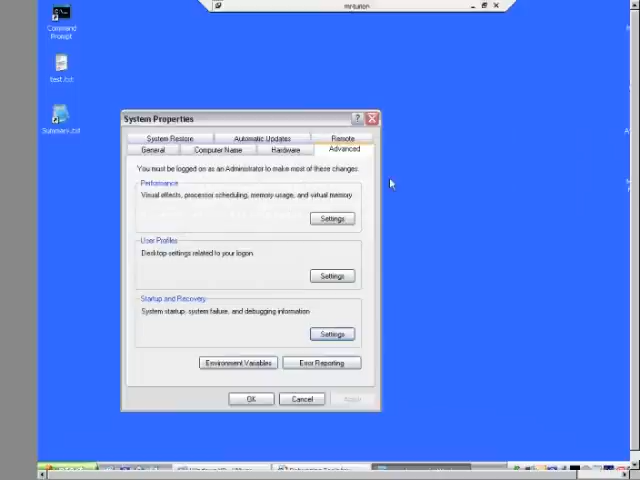 Command
Prompt
test.txt
System Properties
System Restore
Automatic Updates
Remote
General
Computer Name
Hardware
Advanced
You must be logged on as an Administrator to make most of these changes.
Performance
Visual effects, processor scheduling, memory usage, and virtual memory
Settings
User Profiles
Desktop settings related to your logon
Settings
Startup and Recovery
System startup, system failure, and debugging information
Settings
Environment Variables
Error Reporting
OK
Cancel
Apply